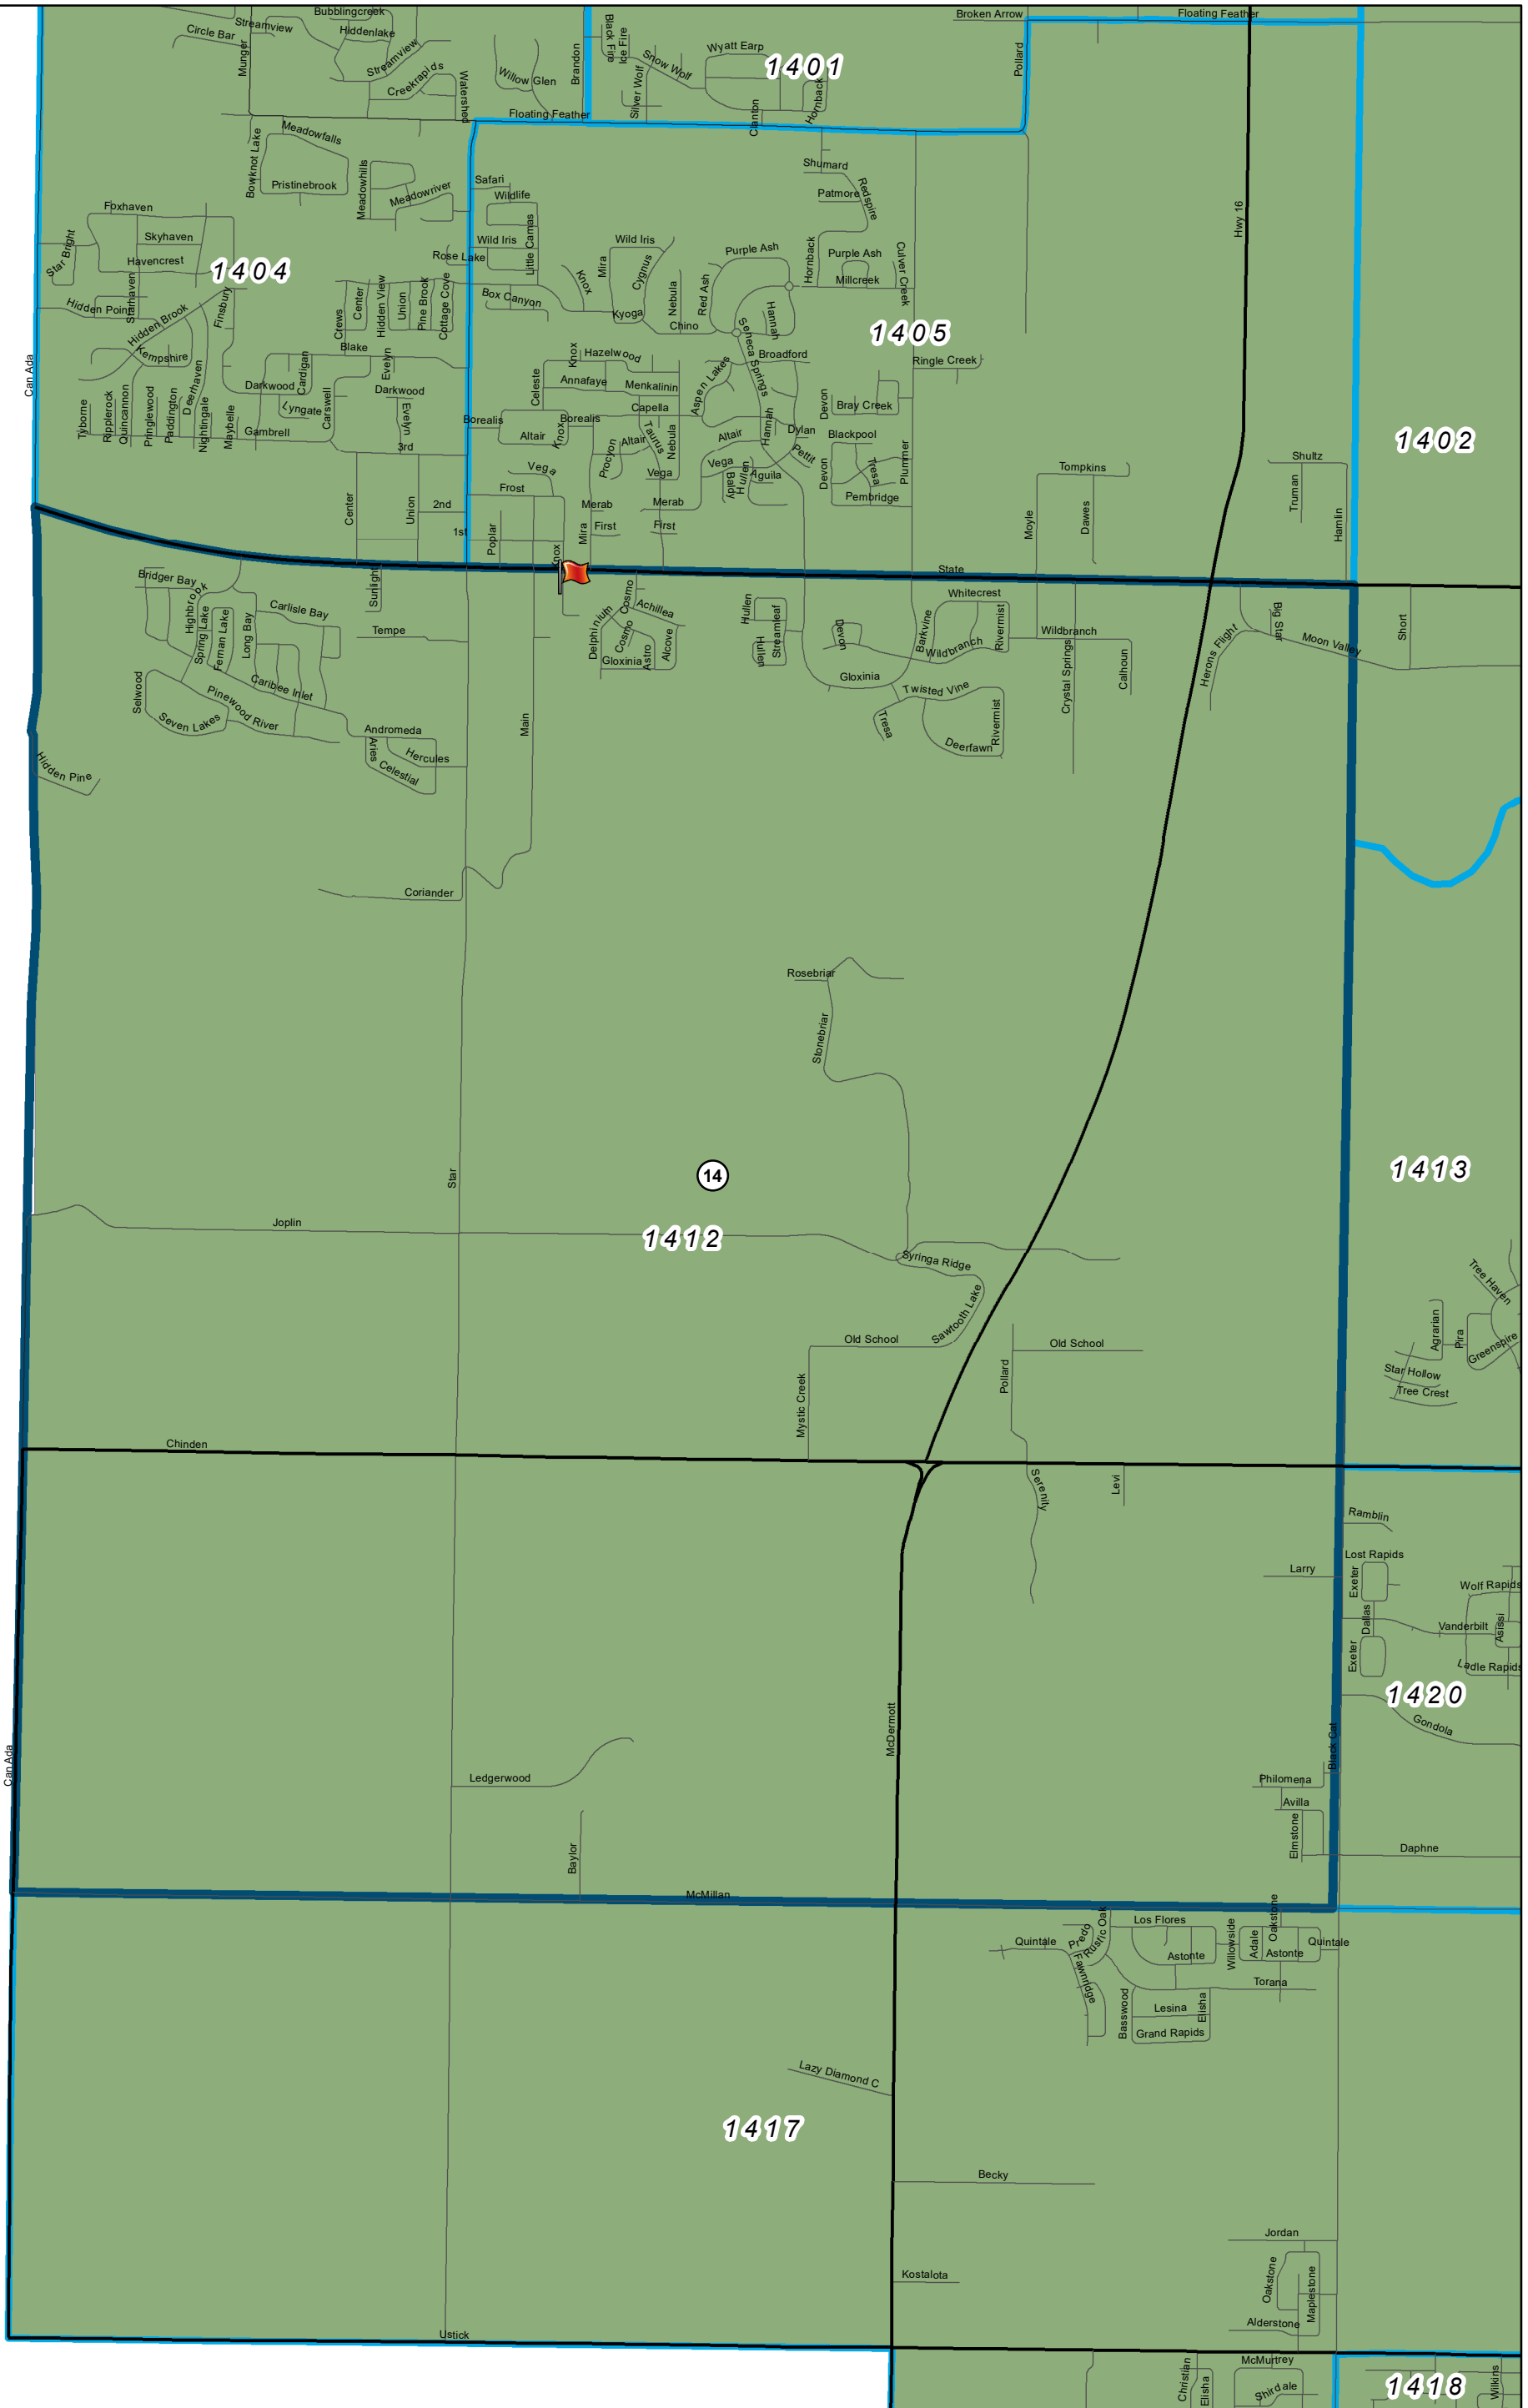 Bubblingcreek
Streamview
Circle Bar
Hiddenlake
Munger
Streamview
Creekrapids
Watershed
Willow Glen
Brandon
Black Fire
Ice Fire
Snow Wolf
Silver Wolf
Wyatt Earp
1401
Hornback
Clanton
Broken Arrow
Pollard
Floating Feather
Floating Feather
Hwy 16
Bowknot Lake
Meadowfalls
Pristinebrook
Meadowhills
Meadowriver
Safari
Wildlife
Little Camas
Wild Iris
Rose Lake
Shumard
Patmore
Redspire
Foxhaven
Skyhaven
Havencrest
Star Bright
Starhaven
Hidden Point
Hidden Brook
Finsbury
1404
Kempshire
Crews
Center
Hidden View
Union
Pine Brook
Cottage Cove
Box Canyon
Knox
Mira
Wild Iris
Cygnus
Nebula
Kyoga
Chino
Red Ash
Purple Ash
Hannah
Hornback
Purple Ash
Millcreek
Culver Creek
1405
Seneca Springs
Broadford
Ringle Creek
Can Ada
Blake
Evelyn
Cardigan
Darkwood
Lyngate
Carswell
Darkwood
Evelyn
Tyborne
Ripplerock
Quincannon
Pringlewood
Paddington
Deerhaven
Nightingale
Maybelle
Gambrell
3rd
Knox
Hazelwood
Annafaye
Menkalinin
Celeste
Capella
Borealis
Borealis
Altair
Knox
Procyon
Altair
Taurus
Nebula
Vega
Aspen Lakes
Altair
Hannah
Dylan
Pettit
Vega
Baldy
Hullen
Aguila
Devon
Bray Creek
Blackpool
Devon
Tresa
Plummer
Pembridge
1402
Shultz
Truman
Hamlin
Tompkins
Dawes
Moyle
Center
Union
2nd
1st
Frost
Vega
Poplar
Merab
Merab
Mira
First
First
Knox
State
Bridger Bay
Highbrook
Spring Lake
Fernan Lake
Long Bay
Carlisle Bay
Sunlight
Tempe
Caribee Inlet
Selwood
Seven Lakes
Pinewood River
Andromeda
Aries
Hercules
Celestial
Hidden Pine
Main
Delphinium
Cosmo
Achillea
Cosmo
Gloxinia
Astro
Alcove
Hullen
Hullen
Streamleaf
Devon
Gloxinia
Barkvine
Whitecrest
Wildbranch
Rivermist
Twisted Vine
Tresa
Deerfawn
Rivermist
Wildbranch
Crystal Springs
Calhoun
Herons Flight
Big Star
Moon Valley
Short
Coriander
Rosebriar
Stonebriar
Star
14
1412
1413
Joplin
Syringa Ridge
Sawtooth Lake
Old School
Old School
Mystic Creek
Pollard
Tree Haven
Agrarian
Pira
Greenspire
Star Hollow
Tree Crest
Chinden
Serenity
Levi
Ramblin
Larry
Lost Rapids
Exeter
Dallas
Wolf Rapids
Vanderbilt
Asissi
Exeter
Ladle Rapids
1420
Gondola
McDermott
Black Cat
Can Ada
Ledgerwood
Baylor
Philomena
Avilla
Elmstone
Daphne
McMillan
Quintale
Predo
Rustic Oak
Fawnridge
Los Flores
Astonte
Willowside
Adale
Oakstone
Astonte
Quintale
Torana
Basswood
Lesina
Elisha
Grand Rapids
Lazy Diamond C
1417
Becky
Jordan
Kostalota
Oakstone
Maplestone
Alderstone
Ustick
McMurtrey
Christian
Elisha
Shirdale
1418
Wilkins